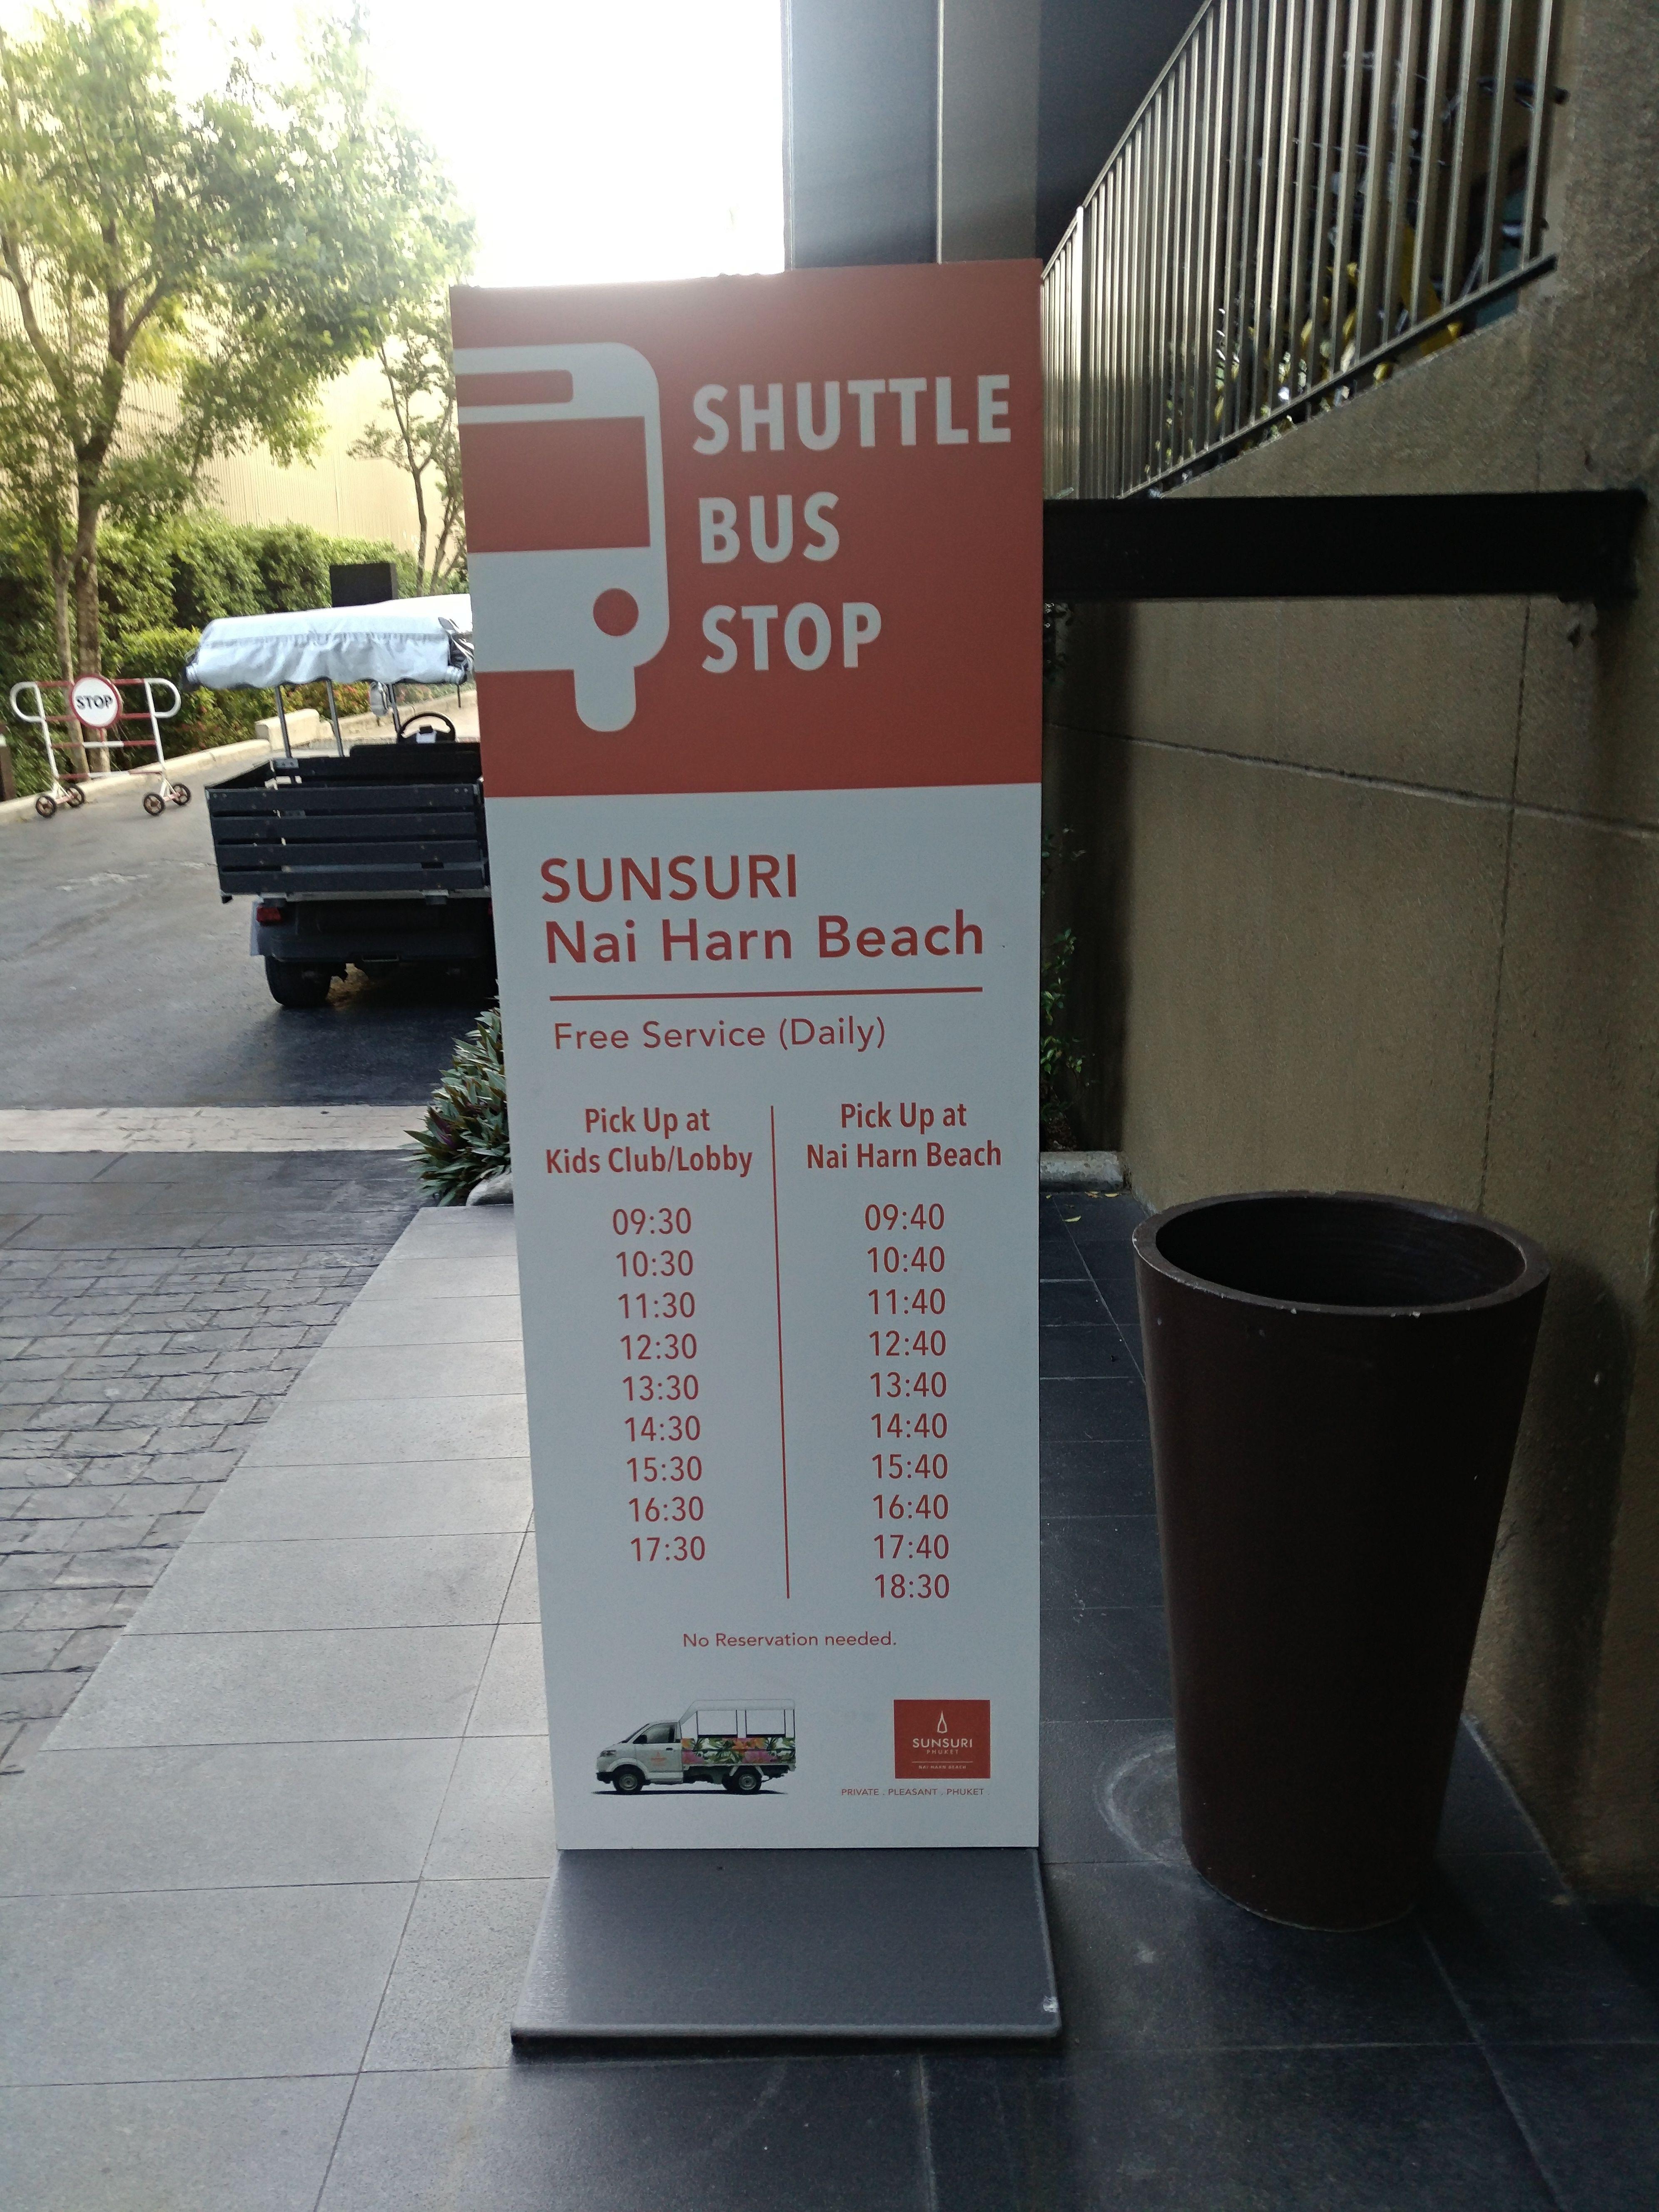 STOP
SHUTTLE
BUS
STOP
SUNSURI
Nai Harn Beach
Free Service (Daily)
Pick Up at
Kids Club/Lobby
09:30
10:30
11:30
12:30
13:30
14:30
15:30
16:30
17:30
Pick Up at
Nai Harn Beach
09:40
10:40
11:40
12:40
13:40
14:40
15:40
16:40
17:40
18:30
No Reservation needed.
SUNSURI
PHUKET
NAI HARN BEACH
PRIVATE . PLEASANT . PHUKET